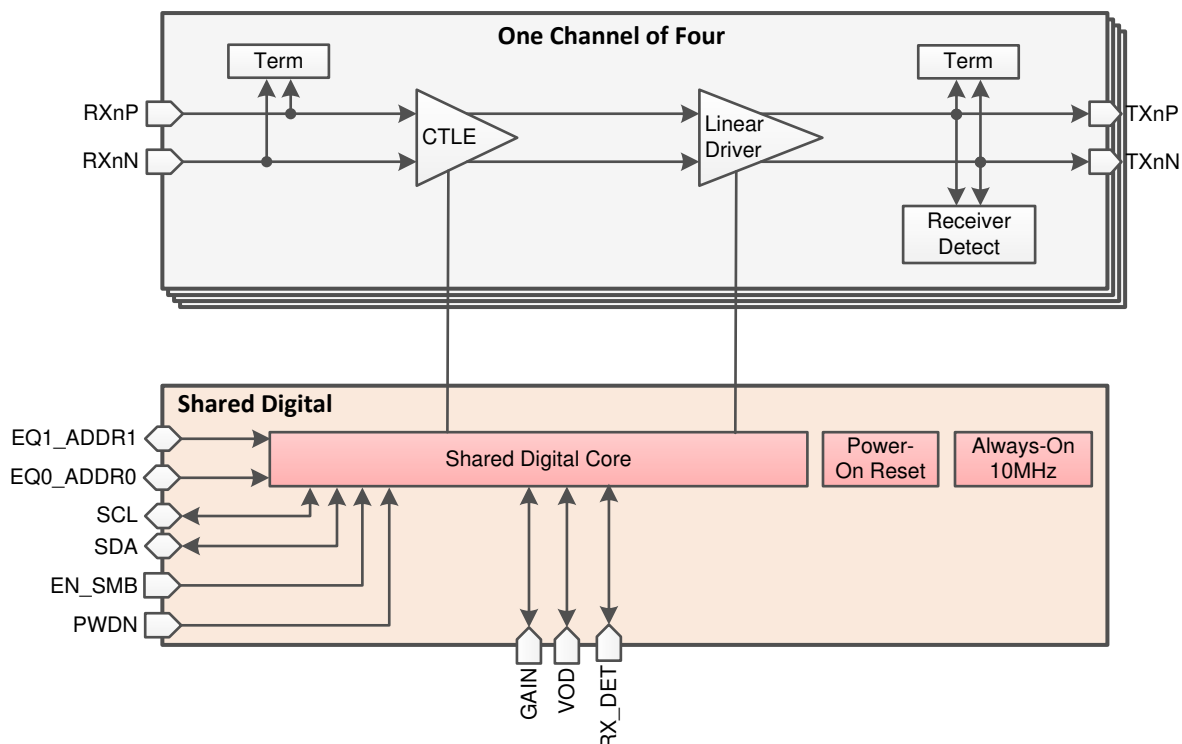 One Channel of Four
Term
Term
RXnP
TXnP
CTLE
Linear
Driver
RXnN
TXnN
Receiver
Detect
Shared Digital
EQ1_ADDR1
Shared Digital Core
Power-
On Reset
Always-On
10MHz
EQ0_ADDR0
SCL
SDA
EN_SMB
PWDN
GAIN
VOD
RX_DET